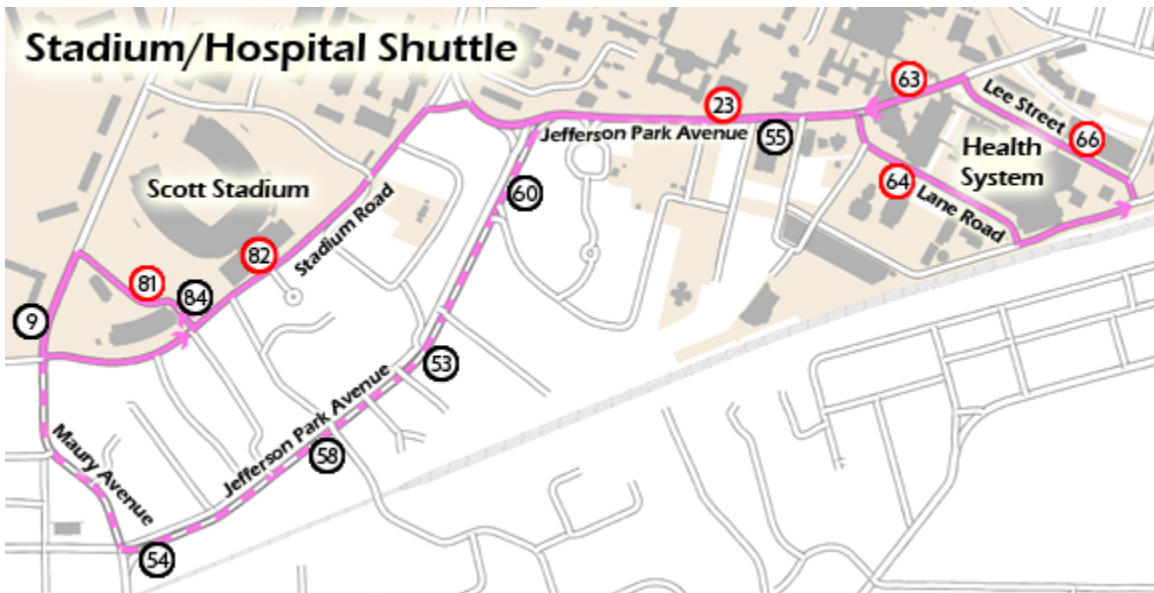 Stadium/Hospital Shuttle
63
23
Jefferson Park Avenue
55
Lee Street
66
Health
System
64
Lane Road
Scott Stadium
60
Stadium Road
82
81
84
9
53
Jefferson Park Avenue
58
Maury Avenue
54